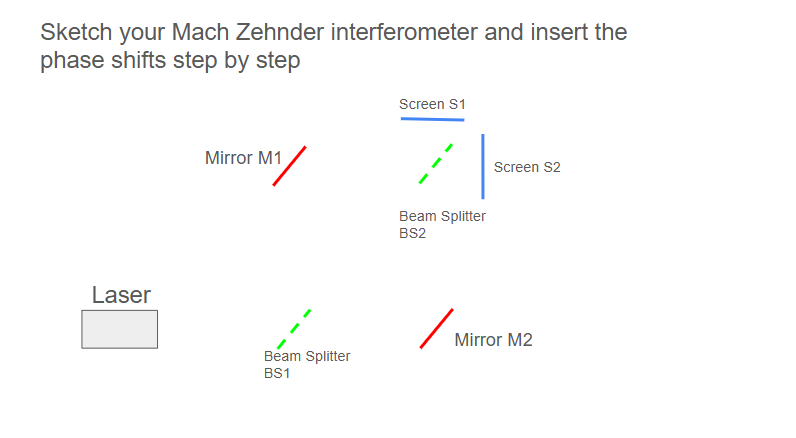 Sketch your Mach Zehnder interferometer and insert the
phase shifts step by step
Screen S1
Mirror M1
Screen S2
Beam Splitter
BS2
Laser
Mirror M2
Beam Splitter
BS1